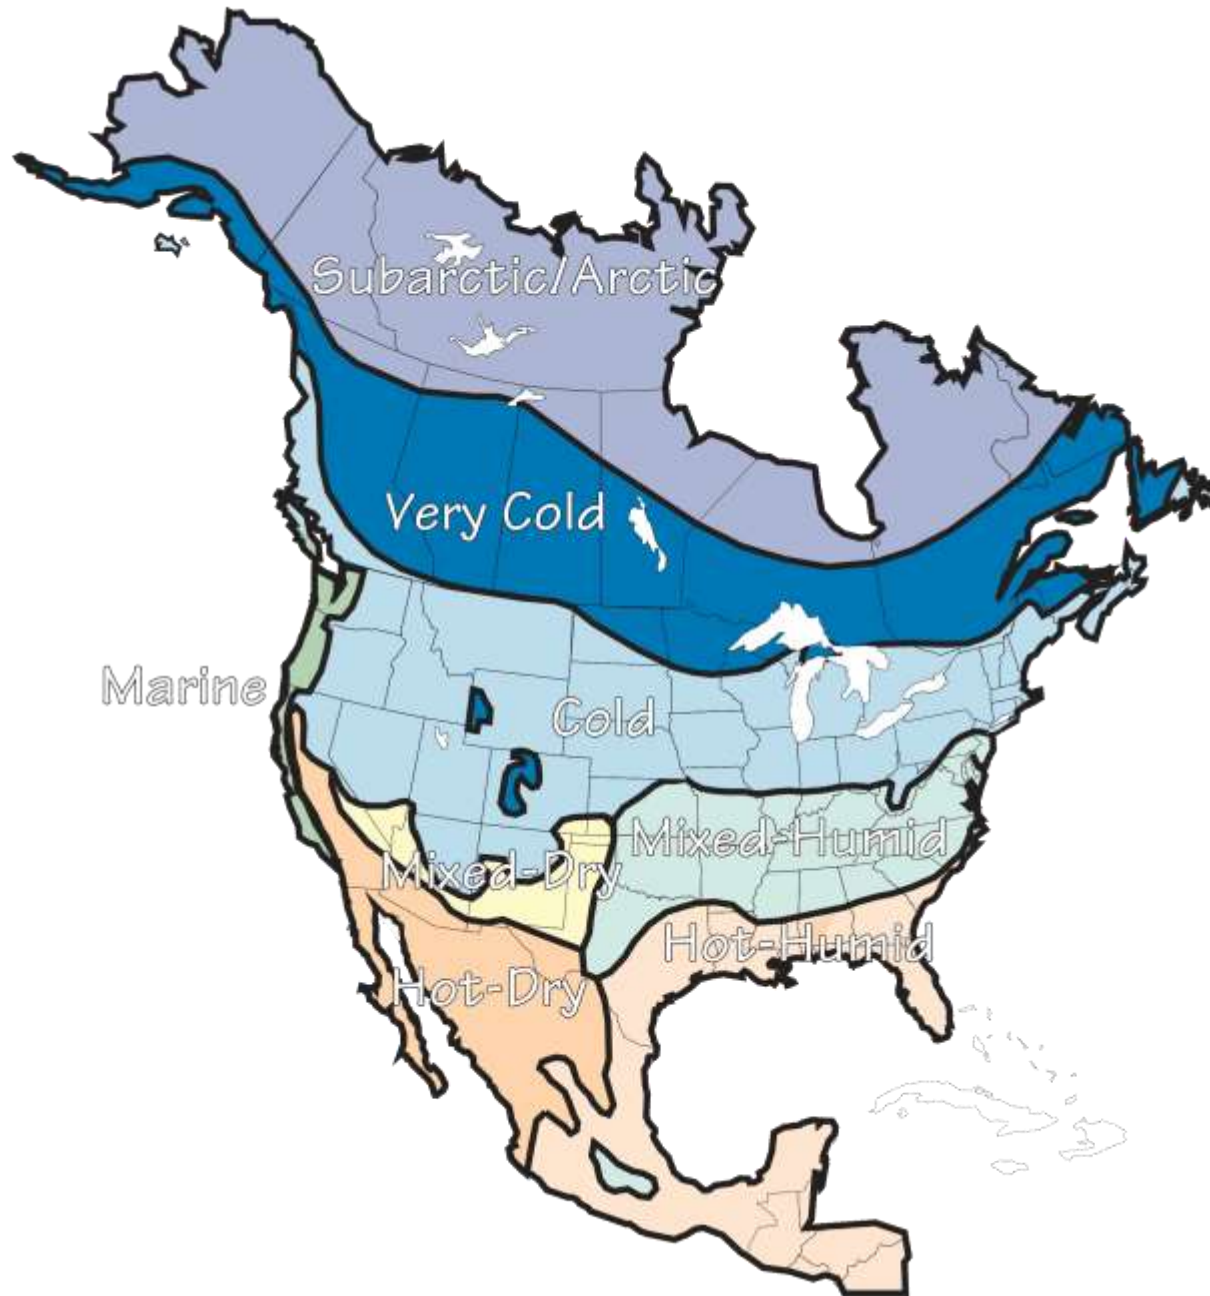 Subarctic/Arctic
Very Cold
Marine
Cold
Mixed-Humid
Mixed-Dry
Hot-Humid
Hot-Dry